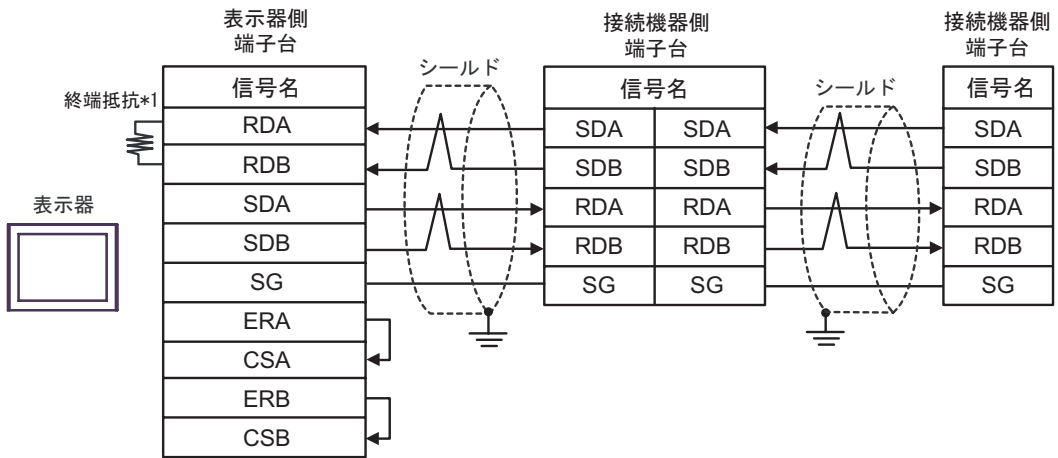 表示器側
端子台
接続機器側
端子台
接続機器側
端子台
シールド
シールド
終端抵抗*1
表示器
信号名
RDA
RDB
SDA
SDB
SG
ERA
CSA
ERB
CSB
信号名
SDA SDA
SDB SDB
RDA RDA
RDB RDB
SG SG
信号名
SDA
SDB
RDA
RDB
SG